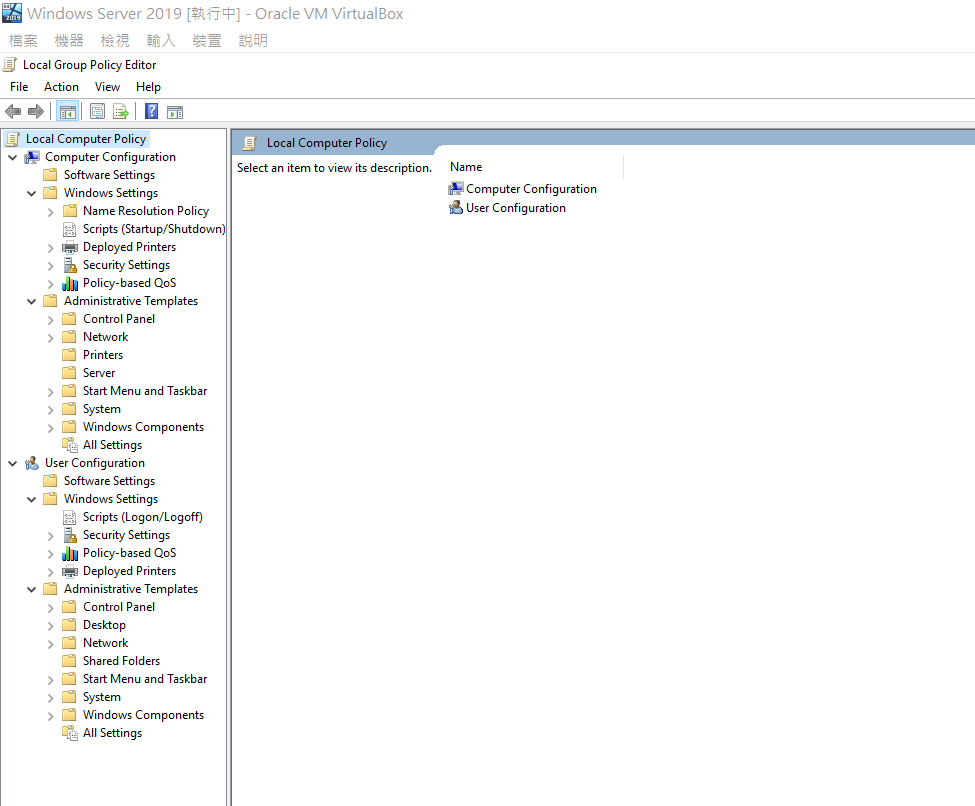 Windows Server 2019 [執行中] - Oracle VM VirtualBox
檔案 機器 檢視 輸入 裝置 說明
Local Group Policy Editor
File Action View Help
Local Computer Policy
Computer Configuration
Software Settings
Windows Settings
Name Resolution Policy
Scripts (Startup/Shutdown)
Deployed Printers
Security Settings
Policy-based QoS
Administrative Templates
Control Panel
Network
Printers
Server
Start Menu and Taskbar
System
Windows Components
All Settings
User Configuration
Software Settings
Windows Settings
Scripts (Logon/Logoff)
Security Settings
Policy-based QoS
Deployed Printers
Administrative Templates
Control Panel
Desktop
Network
Shared Folders
Start Menu and Taskbar
System
Windows Components
All Settings
Local Computer Policy
Select an item to view its description.
Name
Computer Configuration
User Configuration